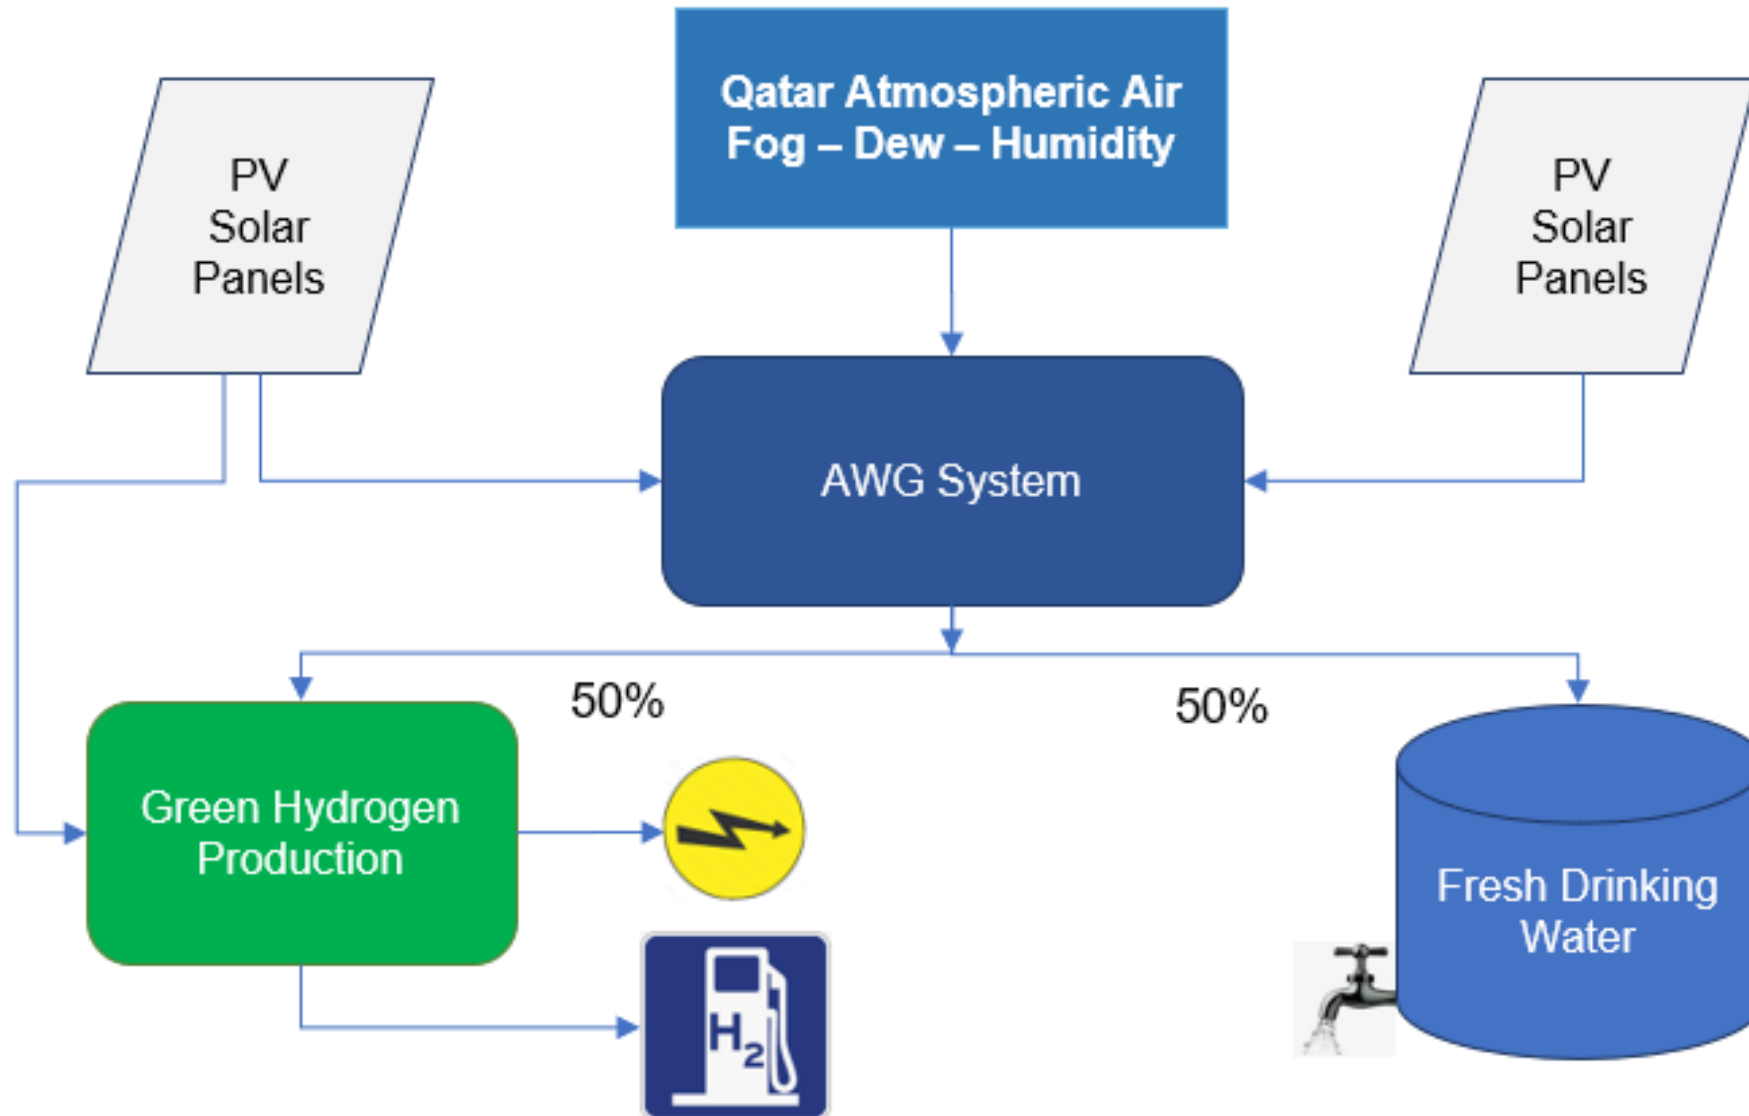 Qatar Atmospheric Air
Fog – Dew – Humidity
PV
Solar
Panels
PV
Solar
Panels
AWG System
50%
50%
Green Hydrogen
Production
Fresh Drinking
Water
H2